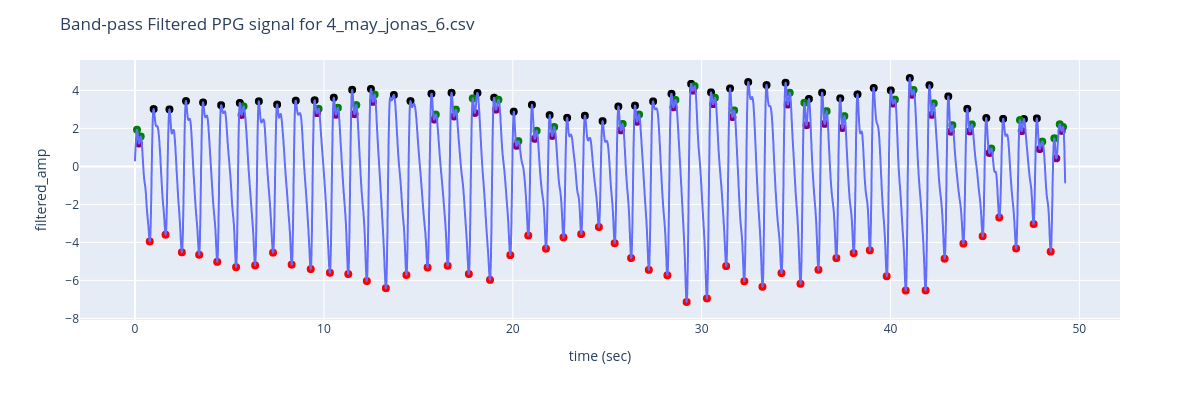 Band-pass Filtered PPG signal for 4_may_jonas_6.csv
4
2
0
−2
−4
−6
−8
filtered_amp
0 10 20 30 40 50
time (sec)